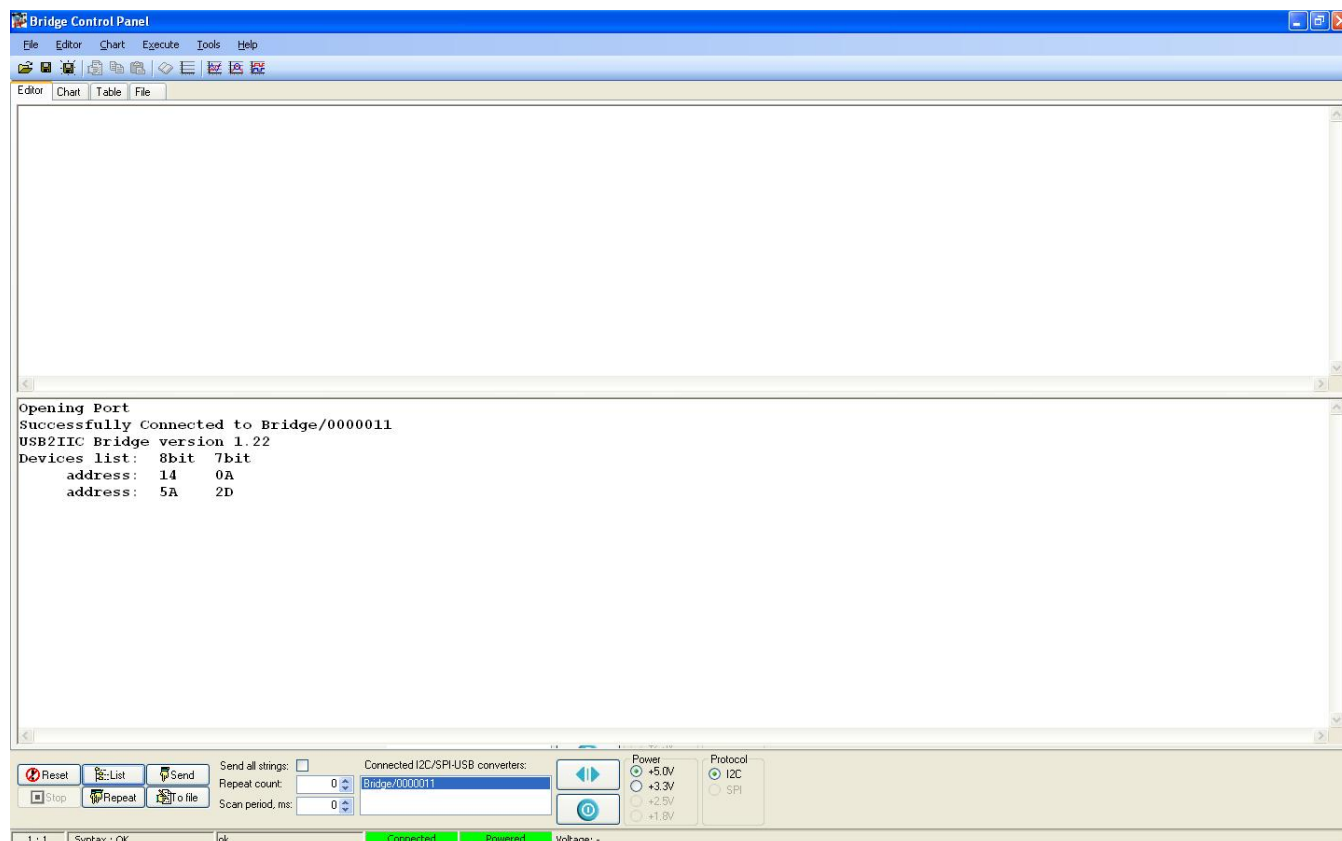 Bridge Control Panel
File Editor Chart Execute Tools Help
Editor Chart Table File
Opening Port
Successfully Connected to Bridge/0000011
USB2IIC Bridge version 1.22
Devices list: 8bit 7bit
address: 14 0A
address: 5A 2D
Reset List Send
Stop Repeat To file
Send all strings:
Repeat count: 0
Scan period, ms: 0
Connected I2C/SPI-USB converters:
Bridge/0000011
Power
+5.0V
+3.3V
+2.5V
+1.8V
Protocol
I2C
SPI
1 : 1 Syntax : OK ok Connected Powered Voltage: -